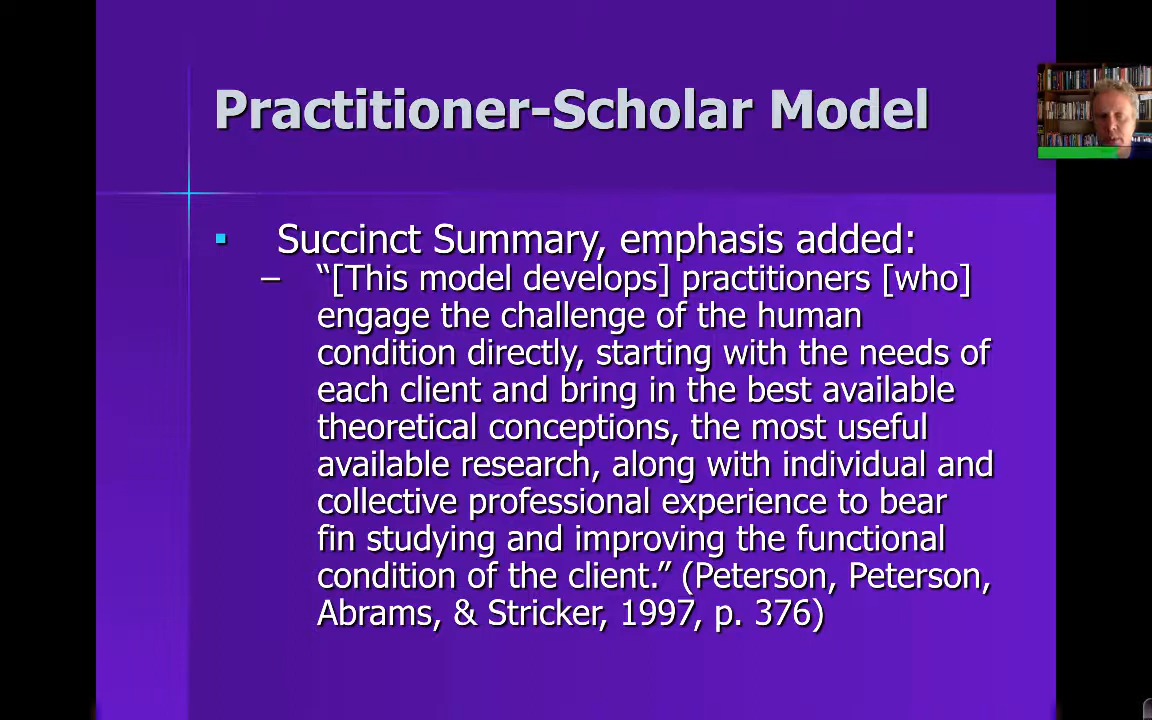 Practitioner-Scholar Model
▪ Succinct Summary, emphasis added:
– “[This model develops] practitioners [who]
engage the challenge of the human
condition directly, starting with the needs of
each client and bring in the best available
theoretical conceptions, the most useful
available research, along with individual and
collective professional experience to bear
fin studying and improving the functional
condition of the client.” (Peterson, Peterson,
Abrams, & Stricker, 1997, p. 376)